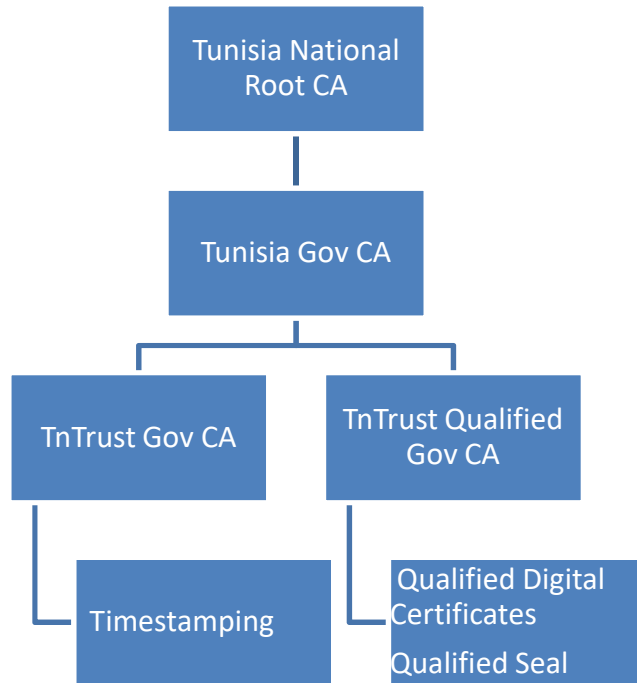 Tunisia National
Root CA
Tunisia Gov CA
TnTrust Gov CA
TnTrust Qualified
Gov CA
Timestamping
Qualified Digital
Certificates
Qualified Seal